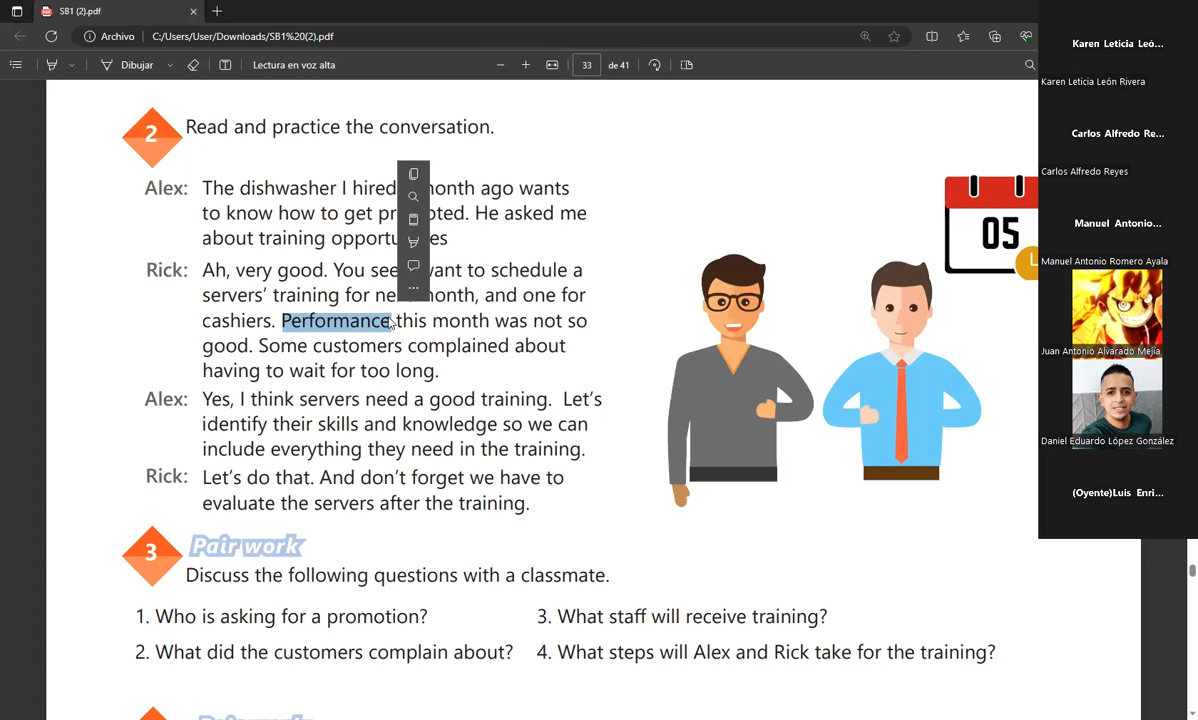 SB1 (2).pdf
Archivo
C:/Users/User/Downloads/SB1%20(2).pdf
Dibujar
Lectura en voz alta
33
de 41
2
Read and practice the conversation.
Alex: The dishwasher I hired month ago wants
to know how to get pr pted. He asked me
about training opportu es
Rick: Ah, very good. You see want to schedule a
servers' training for ne month, and one for
cashiers. Performance this month was not so
good. Some customers complained about
having to wait for too long.
Alex: Yes, I think servers need a good training. Let's
identify their skills and knowledge so we can
include everything they need in the training.
Rick: Let's do that. And don't forget we have to
evaluate the servers after the training.
05
L
3
Pair work
Discuss the following questions with a classmate.
1. Who is asking for a promotion?
2. What did the customers complain about?
3. What staff will receive training?
4. What steps will Alex and Rick take for the training?
Karen Leticia Leó...
Karen Leticia León Rivera
Carlos Alfredo Re...
Carlos Alfredo Reyes
Manuel Antonio...
Manuel Antonio Romero Ayala
Juan Antonio Alvarado Mejía
Daniel Eduardo López González
(Oyente)Luis Enri...